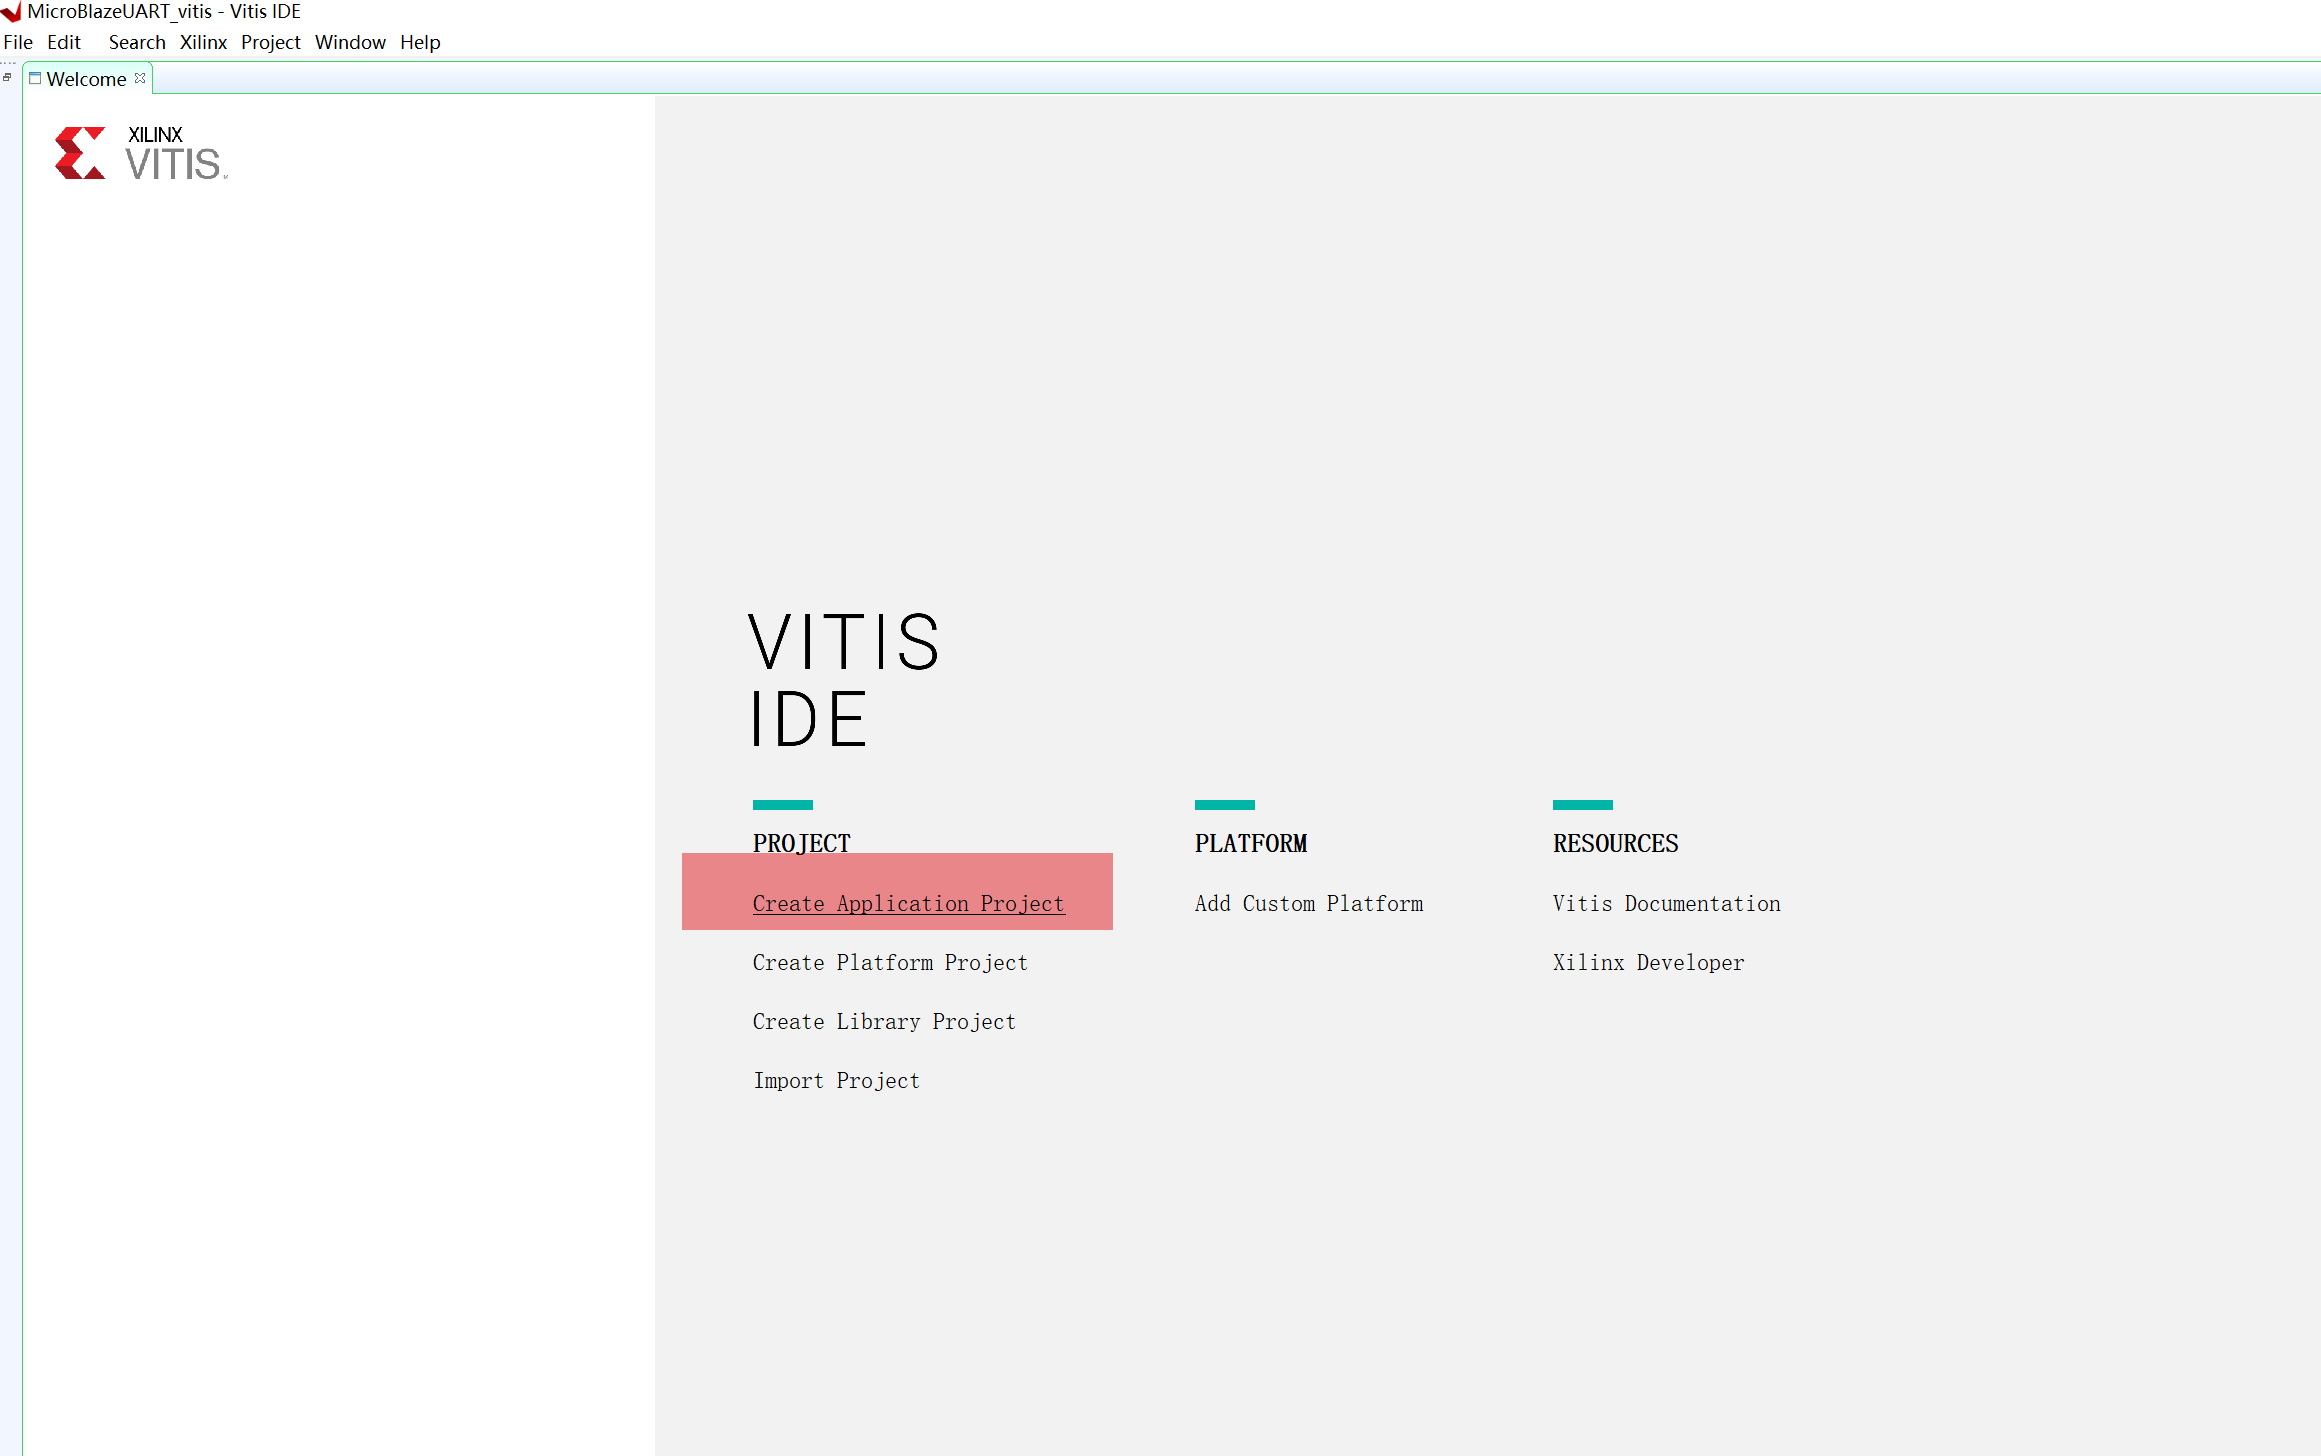 MicroBlazeUART_vitis - Vitis IDE
File Edit Search Xilinx Project Window Help
Welcome
XILINX
VITIS
VITIS
IDE
PROJECT
Create Application Project
Create Platform Project
Create Library Project
Import Project
PLATFORM
Add Custom Platform
RESOURCES
Vitis Documentation
Xilinx Developer